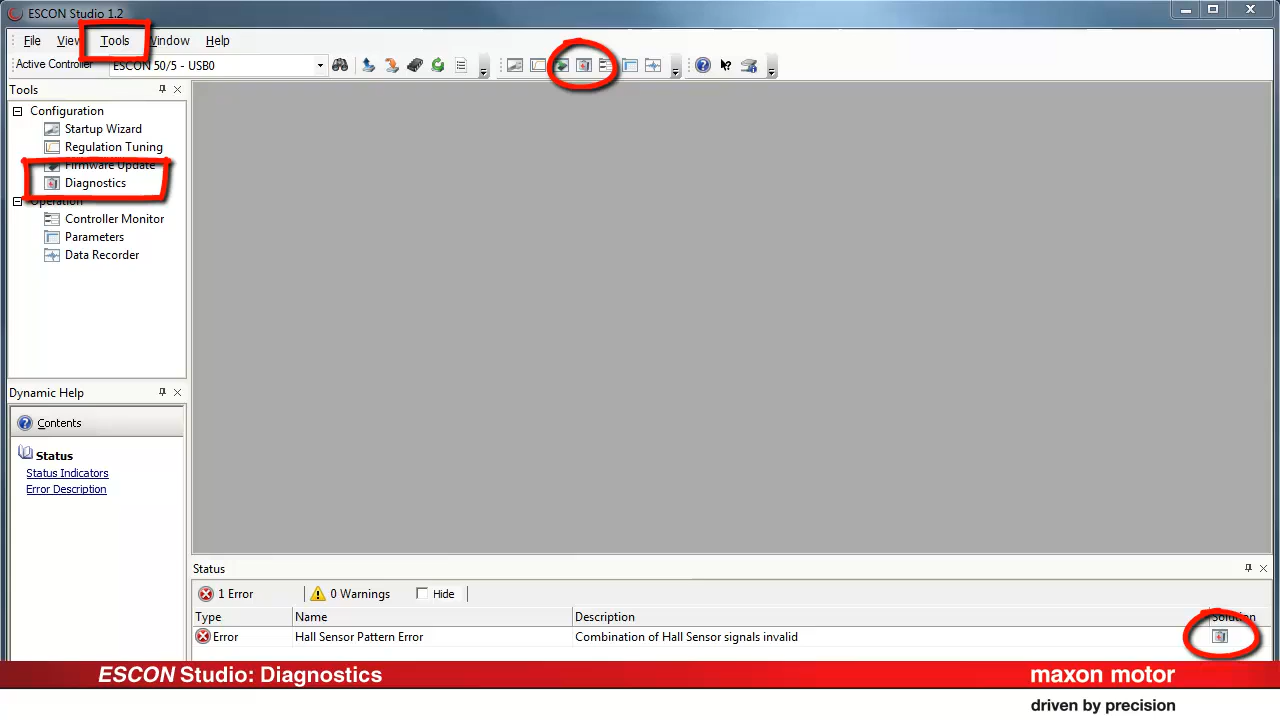 ESCON Studio 1.2
File View Tools Window Help
Active Controller ESCON 50/5 - USB0
Tools
Configuration
Startup Wizard
Regulation Tuning
Firmware Update
Diagnostics
Operation
Controller Monitor
Parameters
Data Recorder
Dynamic Help
Contents
Status
Status Indicators
Error Description
Status
1 Error 0 Warnings Hide
Type Name Description Solution
Error Hall Sensor Pattern Error Combination of Hall Sensor signals invalid
ESCON Studio: Diagnostics
maxon motor
driven by precision